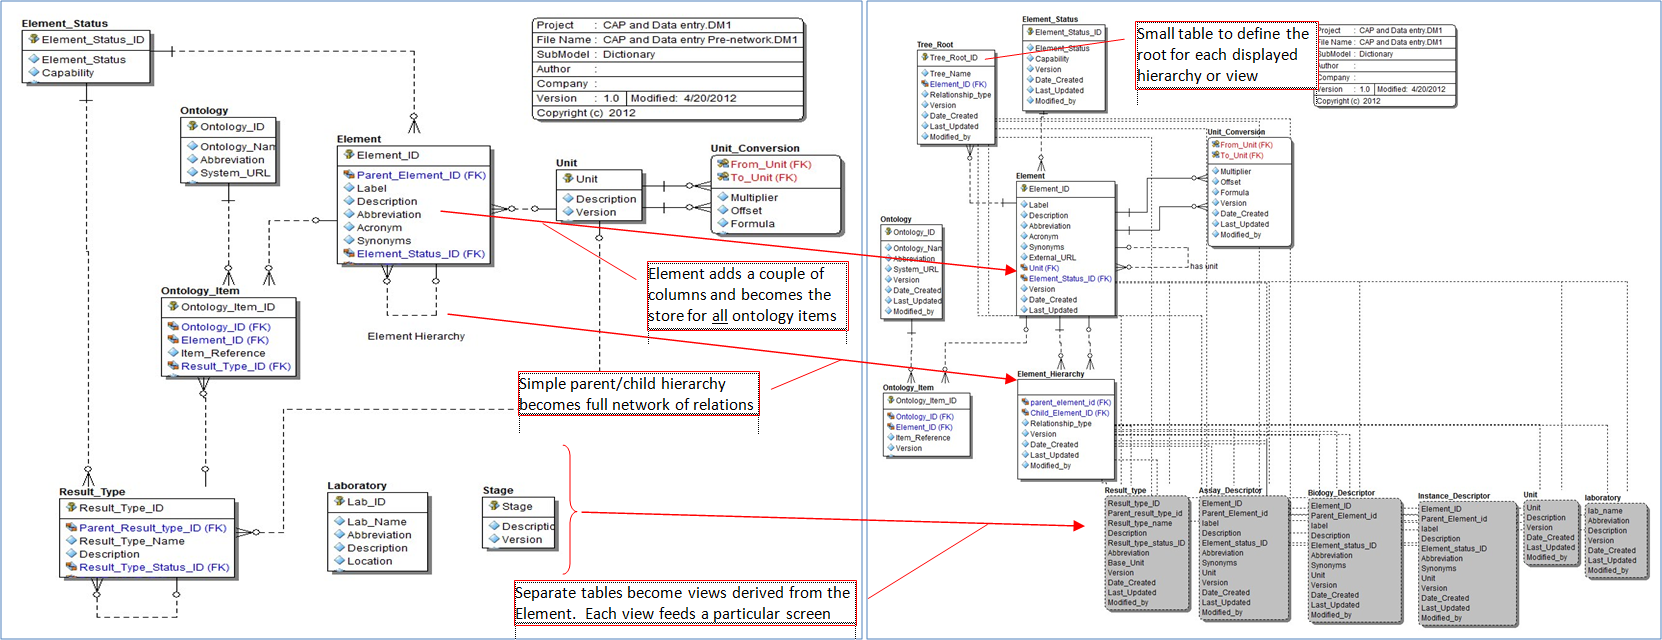 Element_Status
Element_Status_ID
Element_Status
Capability
Project : CAP and Data entry.DM1
File Name : CAP and Data entry Pre-network.DM1
SubModel : Dictionary
Author :
Company :
Version : 1.0 Modified: 4/20/2012
Copyright (c) 2012
Ontology
Ontology_ID
Ontology_Nam
Abbreviation
System_URL
Element
Element_ID
Parent_Element_ID (FK)
Label
Description
Abbreviation
Acronym
Synonyms
Element_Status_ID (FK)
Unit
Unit
Description
Version
Unit_Conversion
From_Unit (FK)
To_Unit (FK)
Multiplier
Offset
Formula
Ontology_Item
Ontology_Item_ID
Ontology_ID (FK)
Element_ID (FK)
Item_Reference
Result_Type_ID (FK)
Element Hierarchy
Element adds a couple of
columns and becomes the
store for all ontology items
Simple parent/child hierarchy
becomes full network of relations
Result_Type
Result_Type_ID
Parent_Result_type_ID (FK)
Result_Type_Name
Description
Result_Type_Status_ID (FK)
Laboratory
Lab_ID
Lab_Name
Abbreviation
Description
Location
Stage
Stage
Descriptio
Version
Separate tables become views derived from the
Element. Each view feeds a particular screen
Tree_Root
Tree_Root_ID
Tree_Name
Element_ID (FK)
Relationship_type
Version
Date_Created
Last_Updated
Modified_by
Element_Status
Element_Status_ID
Element_Status
Capability
Version
Date_Created
Last_Updated
Modified_by
Small table to define the
root for each displayed
hierarchy or view
Project : CAP and Data entry.DM1
File Name : CAP and Data entry.DM1
SubModel : Dictionary
Author :
Company :
Version : 1.0 Modified: 4/20/2012
Copyright (c) 2012
Unit_Conversion
From_Unit (FK)
To_Unit (FK)
Multiplier
Offset
Formula
Version
Date_Created
Last_Updated
Modified_by
Element
Element_ID
Label
Description
Abbreviation
Acronym
Synonyms
External_URL
Unit (FK)
Element_Status_ID (FK)
Version
Date_Created
Last_Updated
has unit
Ontology
Ontology_ID
Ontology_Nam
Abbreviation
System_URL
Version
Date_Created
Last_Updated
Modified_by
Ontology_Item
Ontology_Item_ID
Ontology_ID (FK)
Element_ID (FK)
Item_Reference
Version
Element_Hierarchy
parent_element_id (FK)
Child_Element_ID (FK)
Relationship_type
Version
Date_Created
Last_Updated
Modified_by
Result_type
Result_type_ID
Parent_result_type_id
Result_type_name
Description
Result_type_status_ID
Abbreviation
Base_Unit
Version
Date_Created
Last_Updated
Modified_by
Assay_Descriptor
Element_ID
Parent_Element_id
label
Description
Element_status_ID
Abbreviation
Synonyms
Unit
Version
Date_Created
Last_Updated
Modified_by
Biology_Descriptor
Element_ID
Parent_Element_id
label
Description
Element_status_ID
Abbreviation
Synonyms
Unit
Version
Date_Created
Last_Updated
Modified_by
Instance_Descriptor
Element_ID
Parent_Element_id
label
Description
Element_status_ID
Abbreviation
Synonyms
Unit
Version
Date_Created
Last_Updated
Modified_by
Unit
Unit
Description
Version
Date_Created
Last_Updated
Modified_by
laboratory
lab_name
Abbreviation
Description
Version
Date_Created
Last_Updated
Modified_by